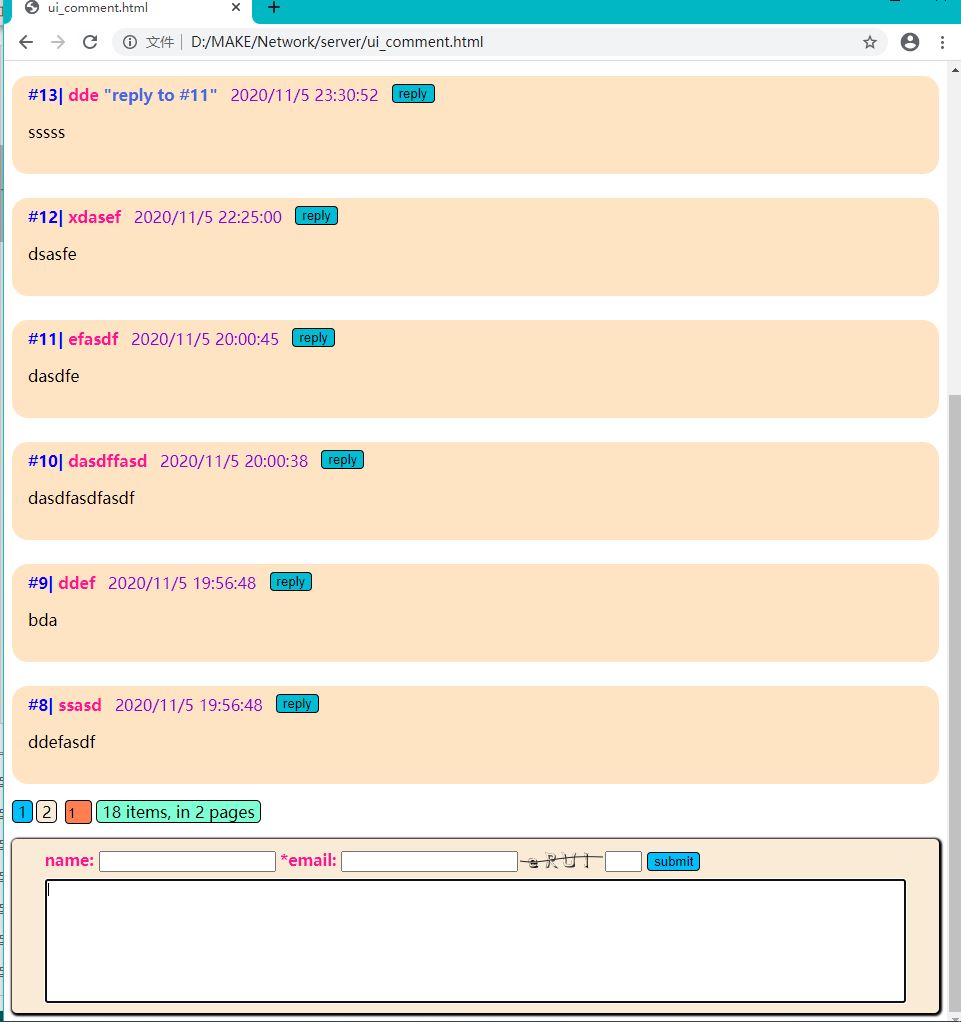 ui_comment.html
文件 D:/MAKE/Network/server/ui_comment.html
#13| dde "reply to #11" 2020/11/5 23:30:52 reply
sssss
#12| xdasef 2020/11/5 22:25:00 reply
dsasfe
#11| efasdf 2020/11/5 20:00:45 reply
dasdfe
#10| dasdffasd 2020/11/5 20:00:38 reply
dasdfasdfasdf
#9| ddef 2020/11/5 19:56:48 reply
bda
#8| ssasd 2020/11/5 19:56:48 reply
ddefasdf
1 2 1 18 items, in 2 pages
name: *email: submit